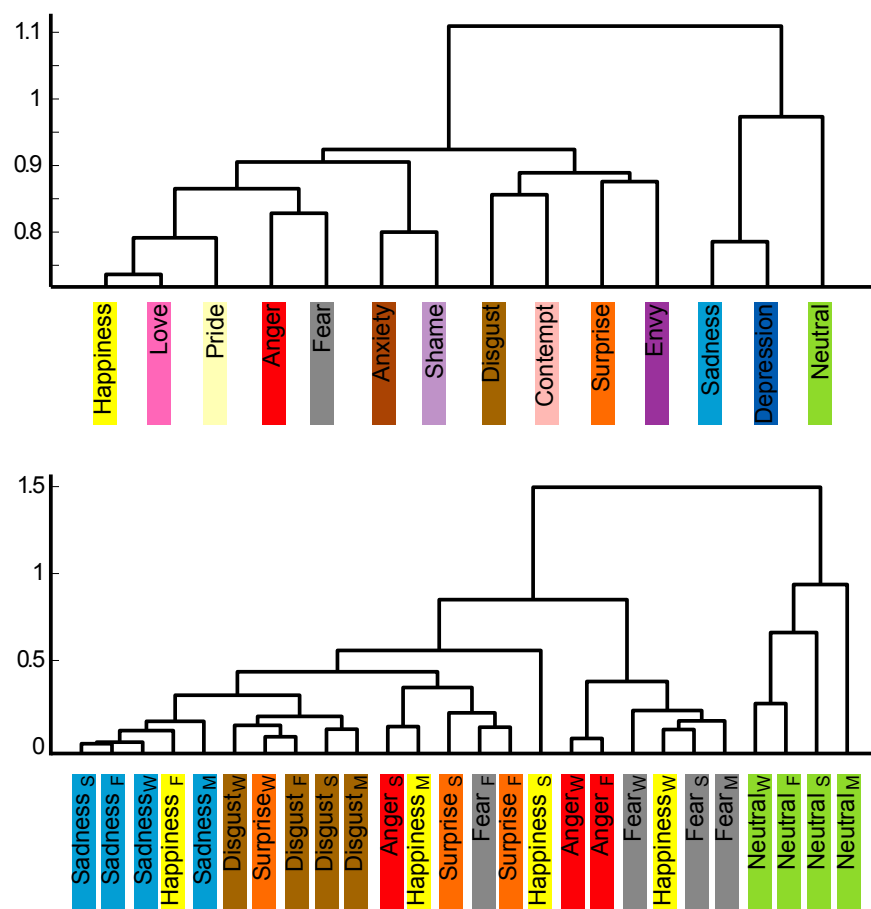 1.1
1
0.9
0.8
Happiness
Love
Pride
Anger
Fear
Anxiety
Shame
Disgust
Contempt
Surprise
Envy
Sadness
Depression
Neutral
1.5
1
0.5
0
Sadness S
Sadness F
Sadness W
Happiness F
Sadness M
Disgust W
Surprise W
Disgust F
Disgust S
Disgust M
Anger S
Happiness M
Surprise S
Fear F
Surprise F
Happiness S
Anger W
Anger F
Fear W
Happiness W
Fear S
Fear M
Neutral W
Neutral F
Neutral S
Neutral M